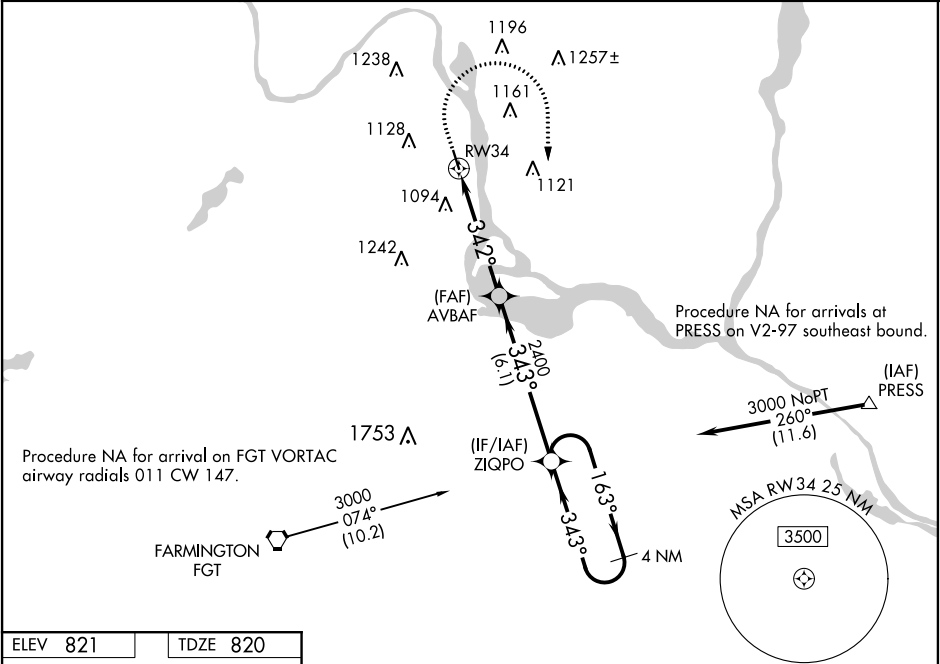 1196
1238
1257±
1161
1128
RW34
1121
1094
342°
1242
(FAF)
AVBAF
Procedure NA for arrivals at
PRESS on V2-97 southeast bound.
2400
343°
(6.1)
(IAF)
PRESS
3000 NoPT
260°
(11.6)
1753
(IF/IAF)
ZIQPO
Procedure NA for arrival on FGT VORTAC
airway radials 011 CW 147.
163°
3000
074°
(10.2)
343°
4 NM
FARMINGTON
FGT
MSA RW34 25 NM
3500
ELEV 821
TDZE 820